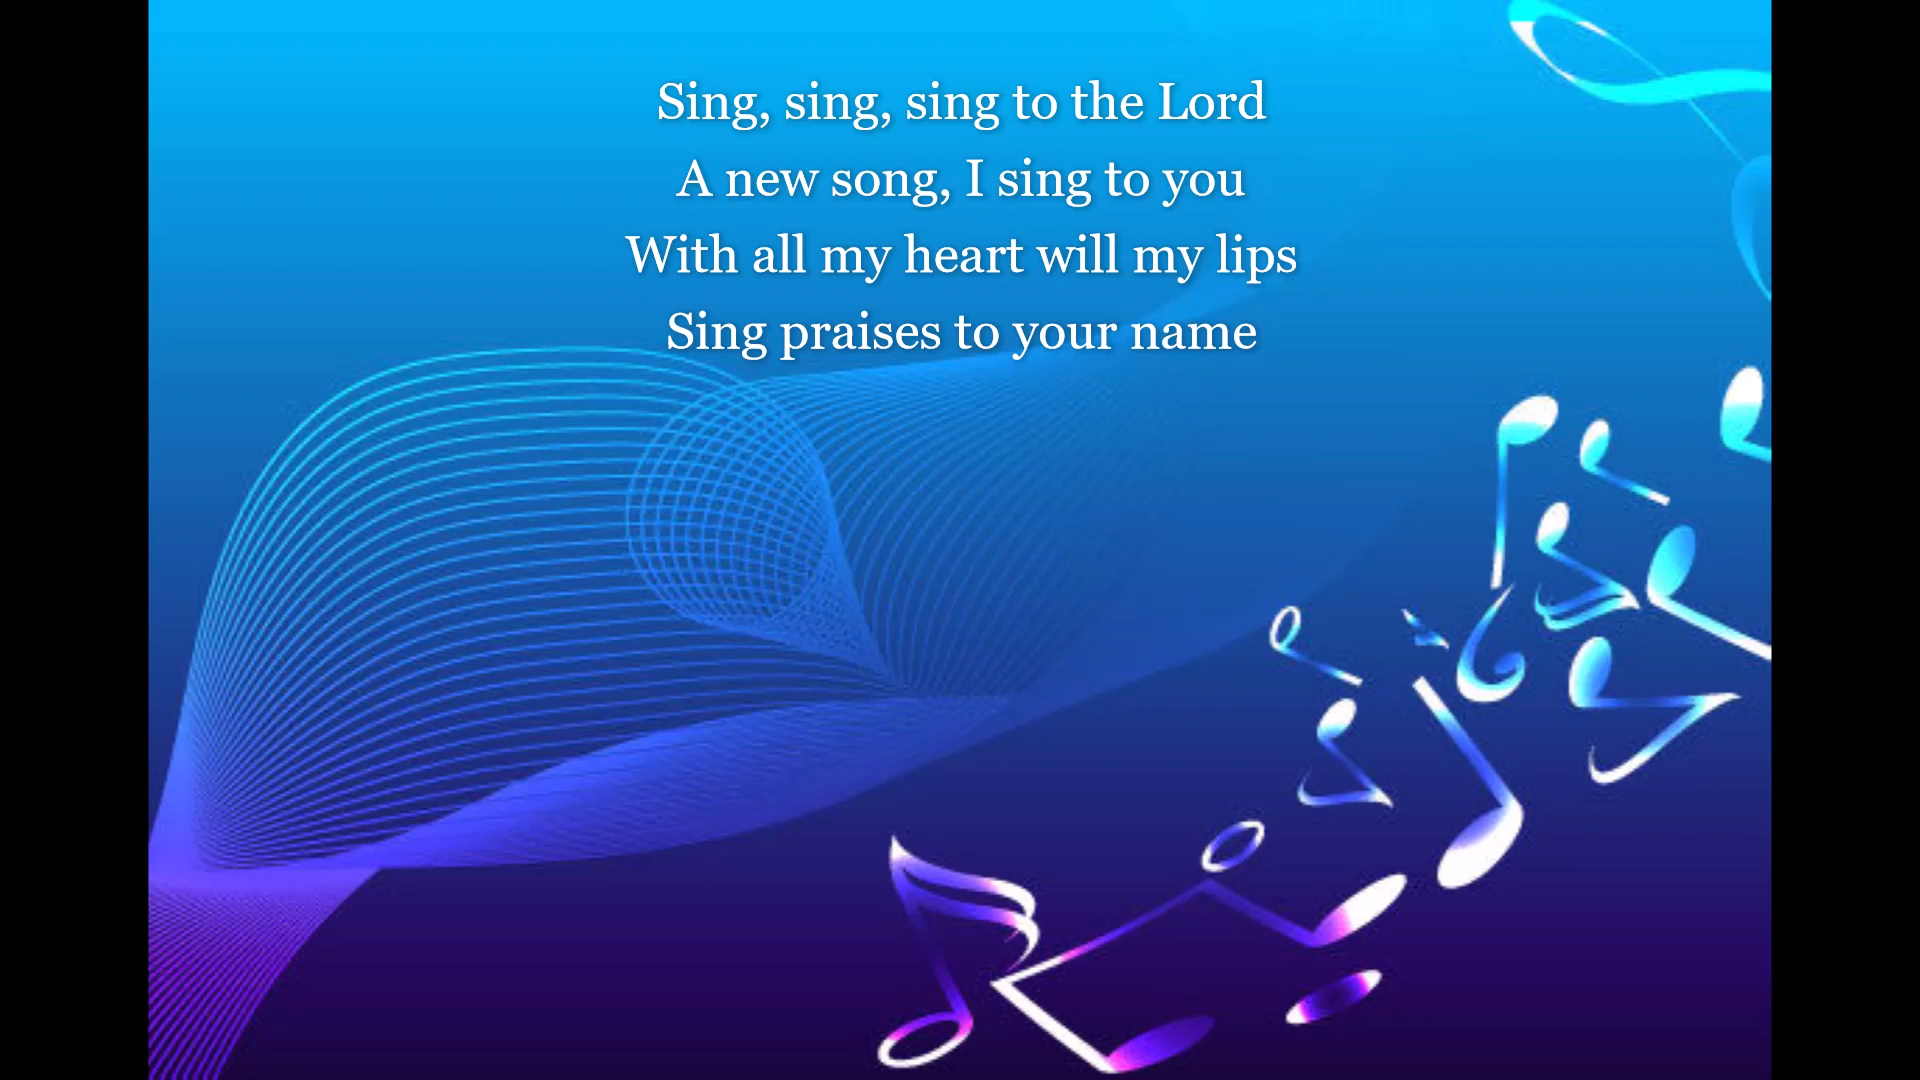 Sing, sing, sing to the Lord
A new song, I sing to you
With all my heart will my lips
Sing praises to your name